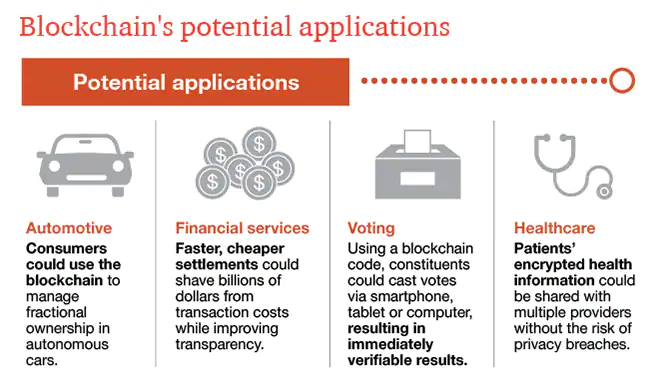 Blockchain's potential applications
Potential applications
$ $ $ $ $ $
Automotive
Consumers
could use the
blockchain to
manage
fractional
ownership in
autonomous
cars.
Financial services
Faster, cheaper
settlements could
shave billions of
dollars from
transaction costs
while improving
transparency.
Voting
Using a blockchain
code, constituents
could cast votes
via smartphone,
tablet or computer,
resulting in
immediately
verifiable results.
Healthcare
Patients'
encrypted health
information could
be shared with
multiple providers
without the risk of
privacy breaches.